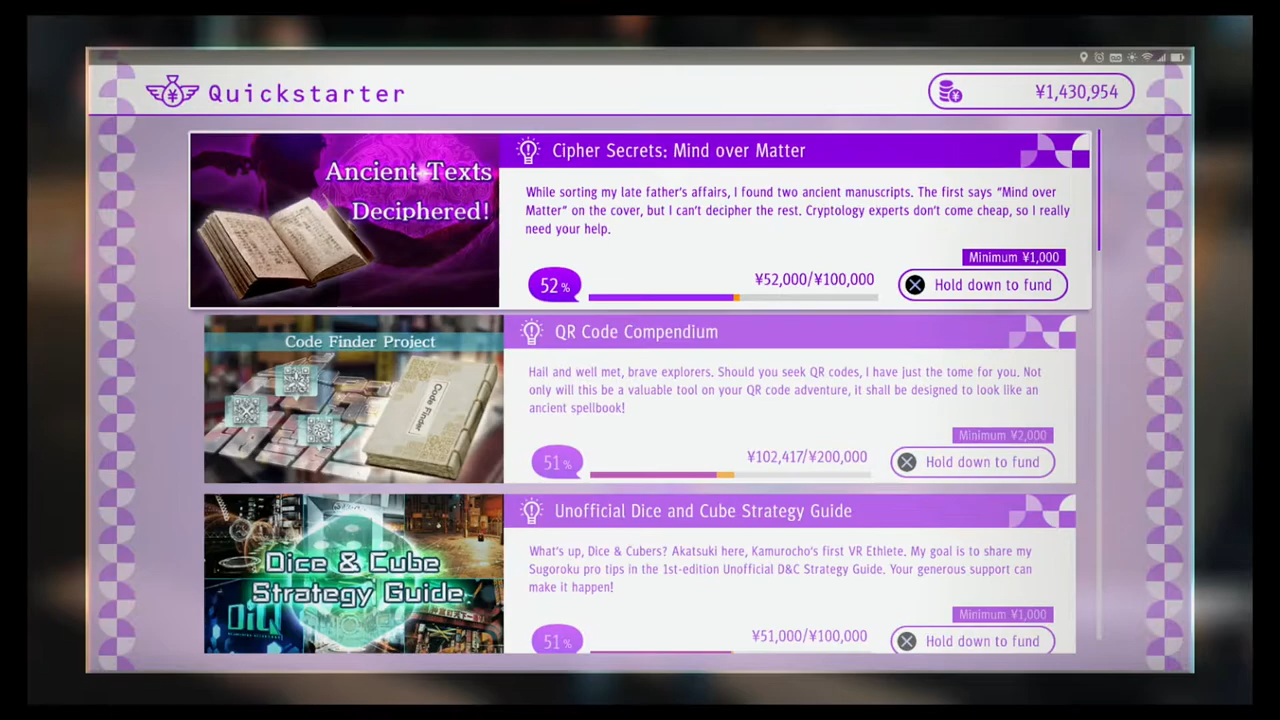 Quickstarter
¥1,430,954
Ancient Texts
Deciphered!
Cipher Secrets: Mind over Matter
While sorting my late father's affairs, I found two ancient manuscripts. The first says “Mind over
Matter” on the cover, but I can't decipher the rest. Cryptology experts don't come cheap, so I really
need your help.
Minimum ¥1,000
52%
¥52,000/¥100,000
Hold down to fund
Code Finder Project
Code Finder
QR Code Compendium
Hail and well met, brave explorers. Should you seek QR codes, I have just the tome for you. Not
only will this be a valuable tool on your QR code adventure, it shall be designed to look like an
ancient spellbook!
Minimum ¥2,000
51%
¥102,417/¥200,000
Hold down to fund
Dice & Cube
Strategy Guide
Unofficial Dice and Cube Strategy Guide
What's up, Dice & Cubers? Akatsuki here, Kamurocho's first VR Ethlete. My goal is to share my
Sugoroku pro tips in the 1st-edition Unofficial D&C Strategy Guide. Your generous support can
make it happen!
Minimum ¥1,000
51%
¥51,000/¥100,000
Hold down to fund